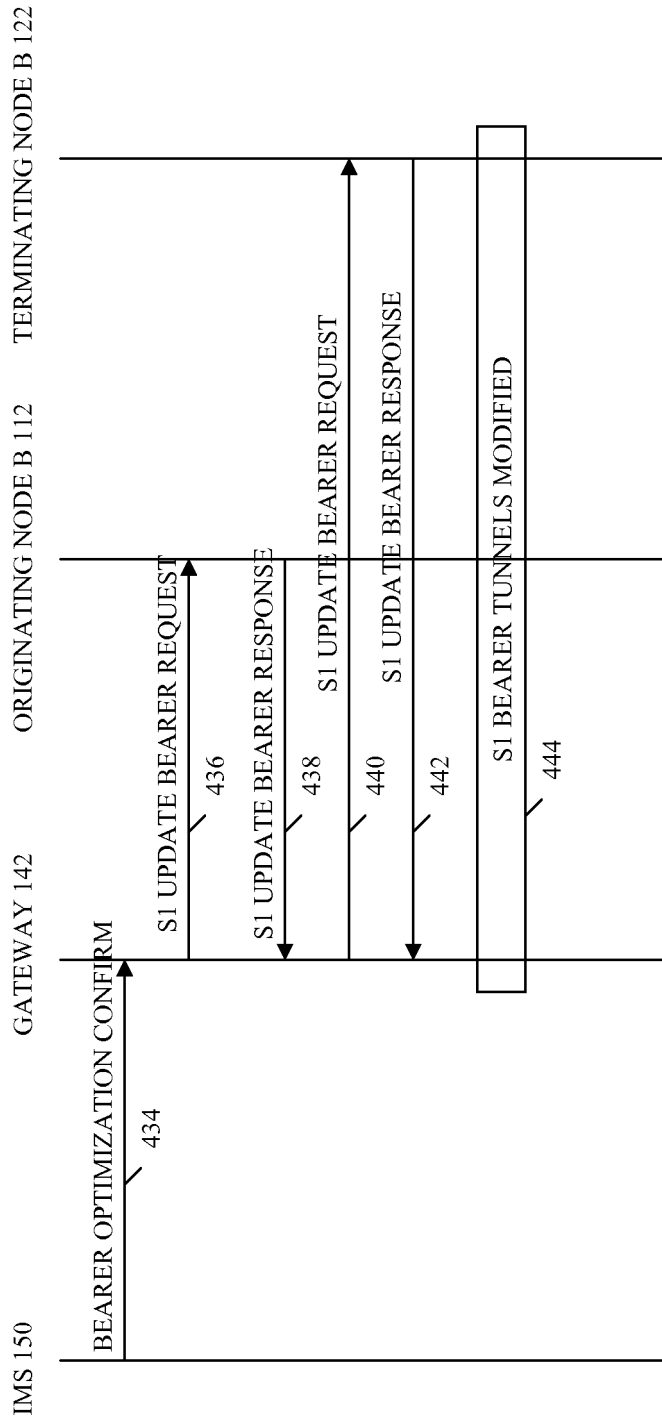 IMS 150
GATEWAY 142
ORIGINATING NODE B 112
TERMINATING NODE B 122
BEARER OPTIMIZATION CONFIRM
434
S1 UPDATE BEARER REQUEST
436
S1 UPDATE BEARER RESPONSE
438
S1 UPDATE BEARER REQUEST
440
S1 UPDATE BEARER RESPONSE
442
S1 BEARER TUNNELS MODIFIED
444